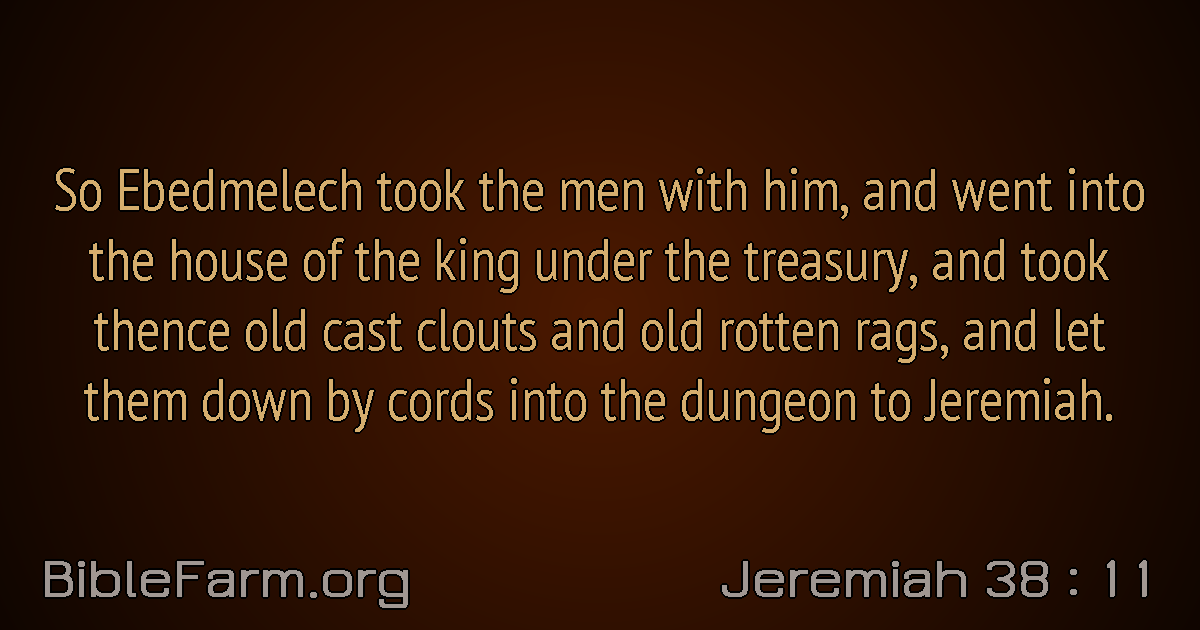 So Ebedmelech took the men with him, and went into
the house of the king under the treasury, and took
thence old cast clouts and old rotten rags, and let
them down by cords into the dungeon to Jeremiah.
BibleFarm.org
Jeremiah 38 : 11